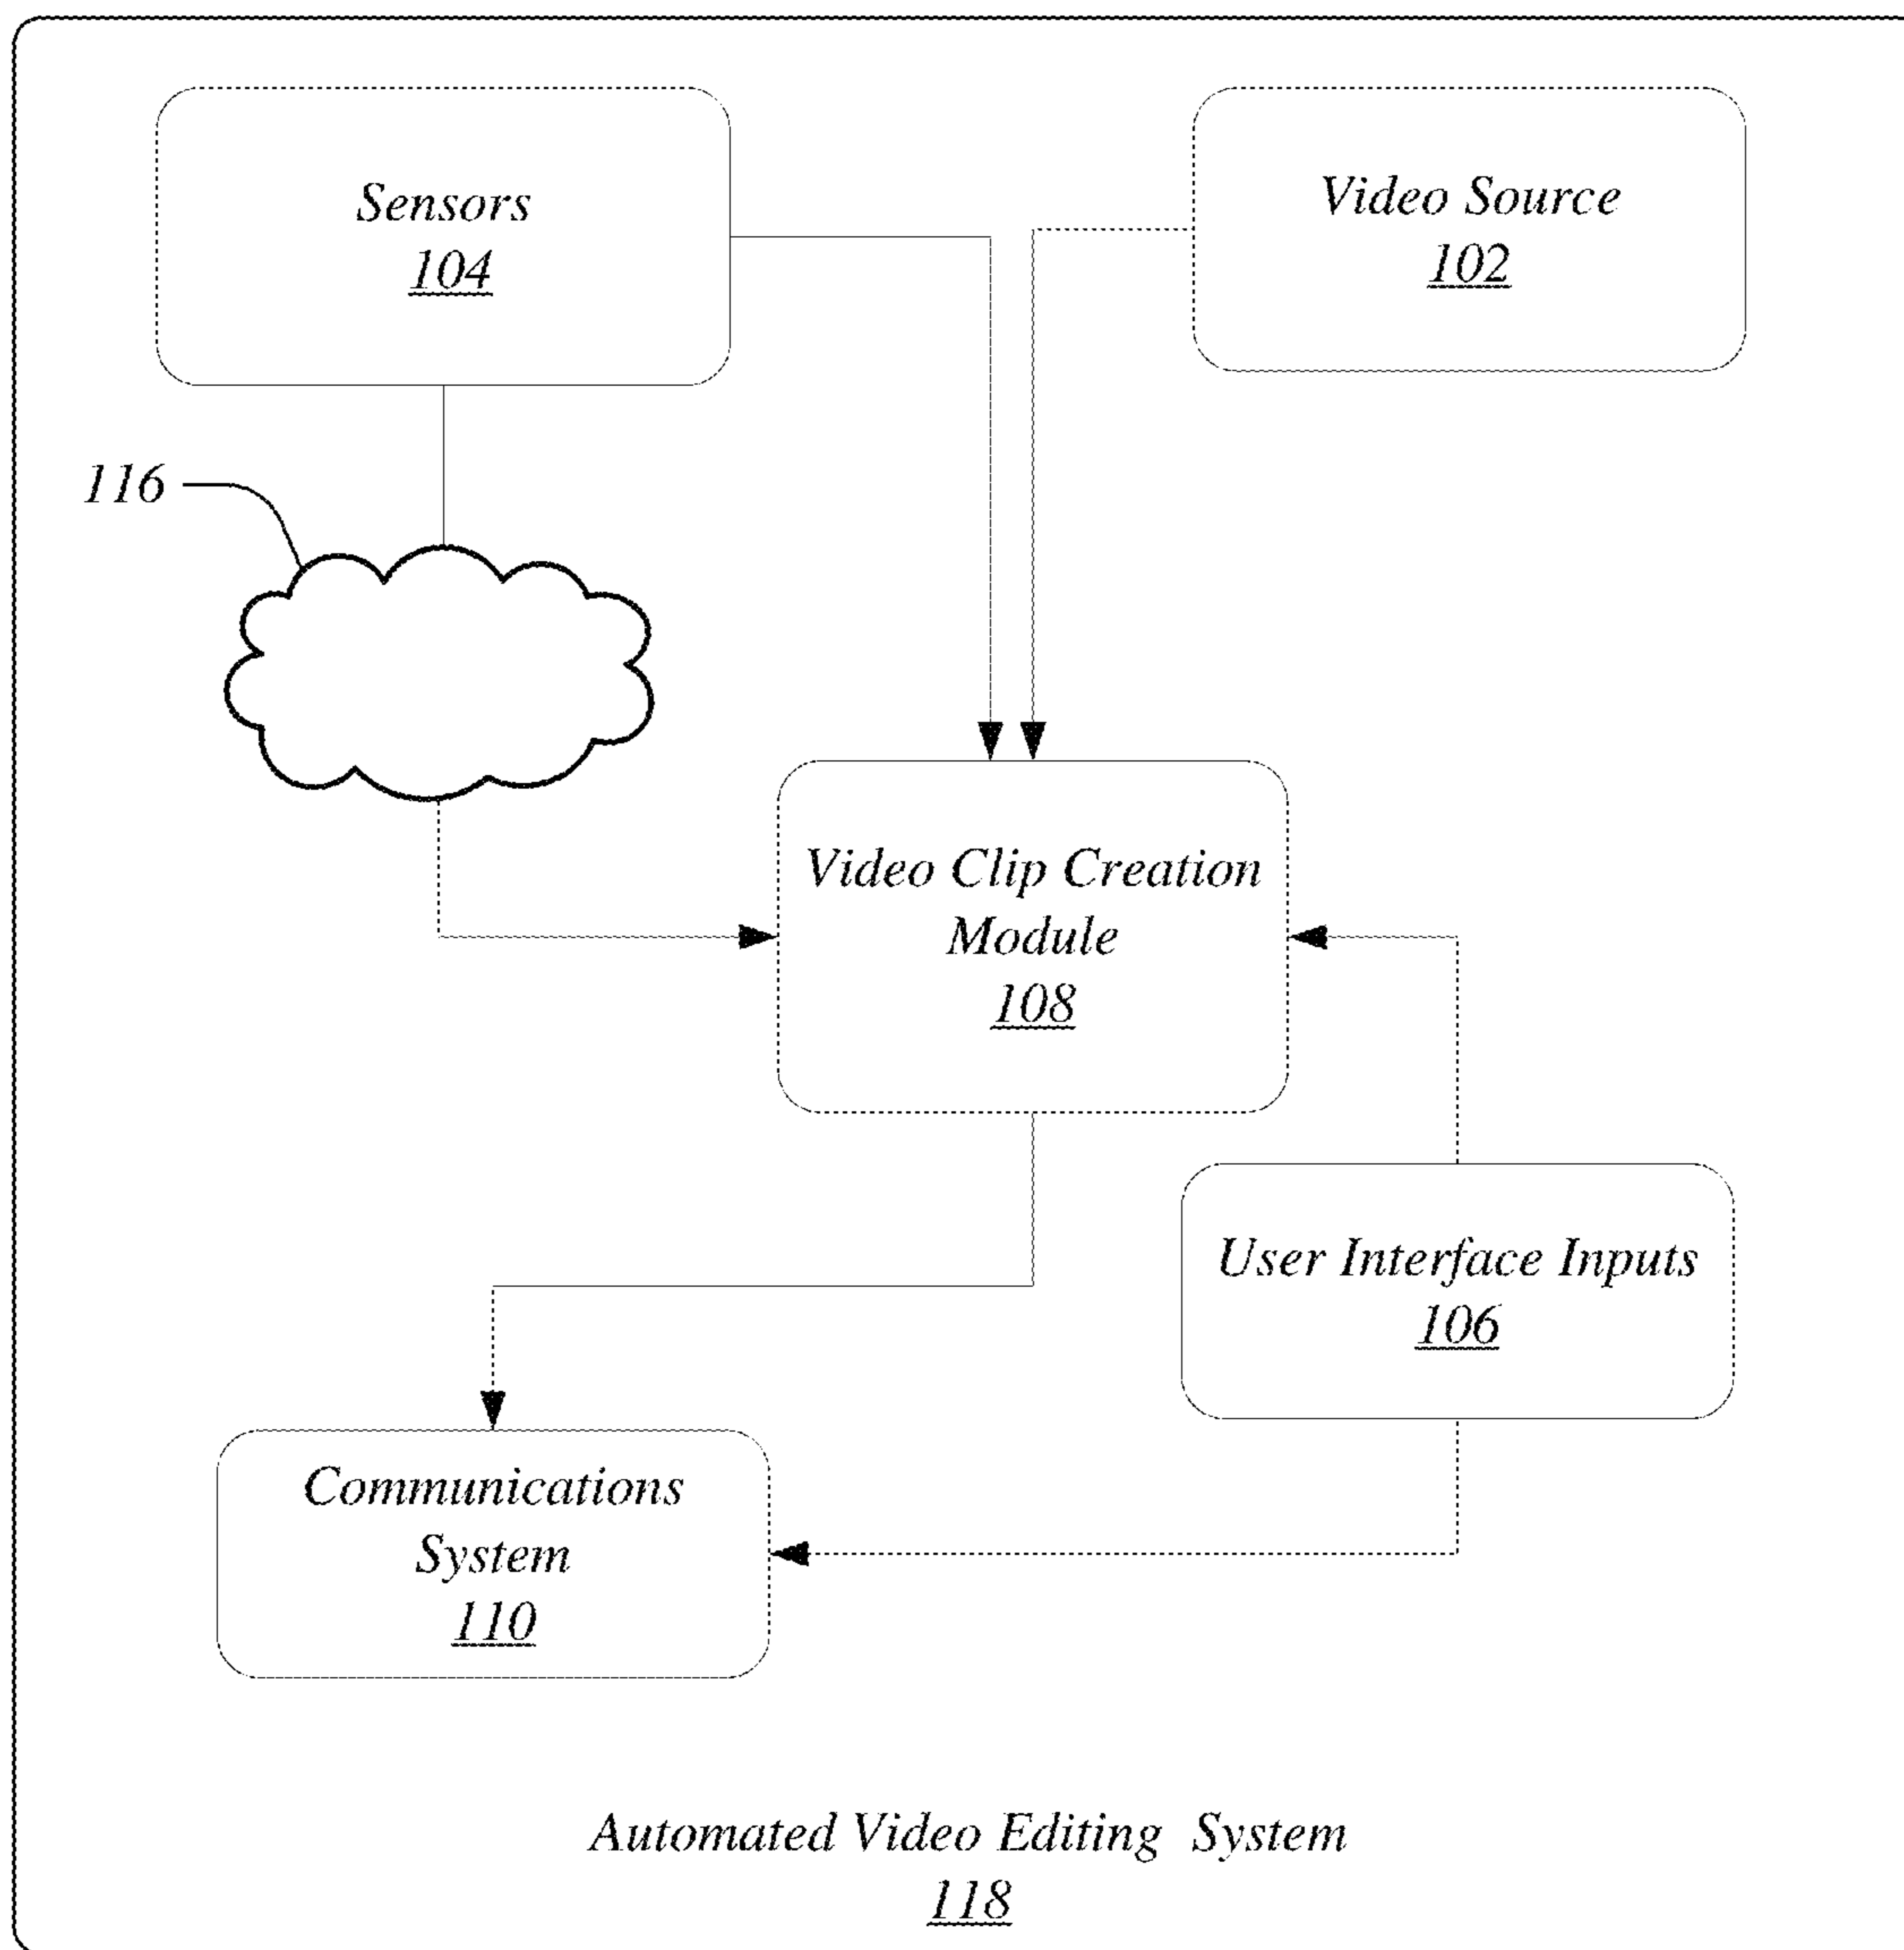 Sensors
104
Video Source
102
116
Video Clip Creation
Module
108
User Interface Inputs
106
Communications
System
110
Automated Video Editing System
118